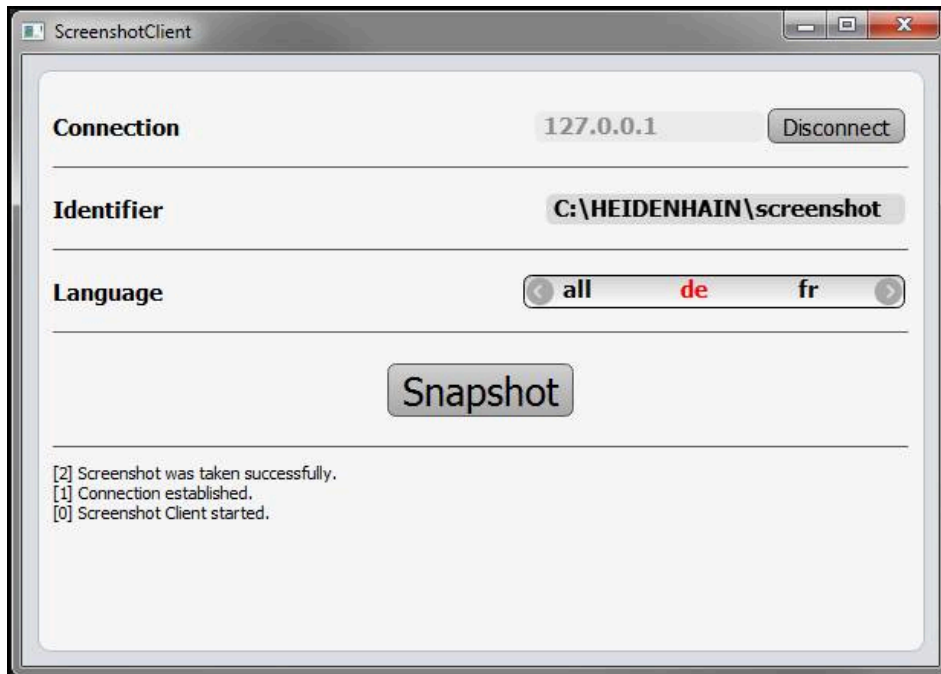 ScreenshotClient
Connection 127.0.0.1 Disconnect
Identifier C:\HEIDENHAIN\screenshot
Language all de fr
Snapshot
[2] Screenshot was taken successfully.
[1] Connection established.
[0] Screenshot Client started.